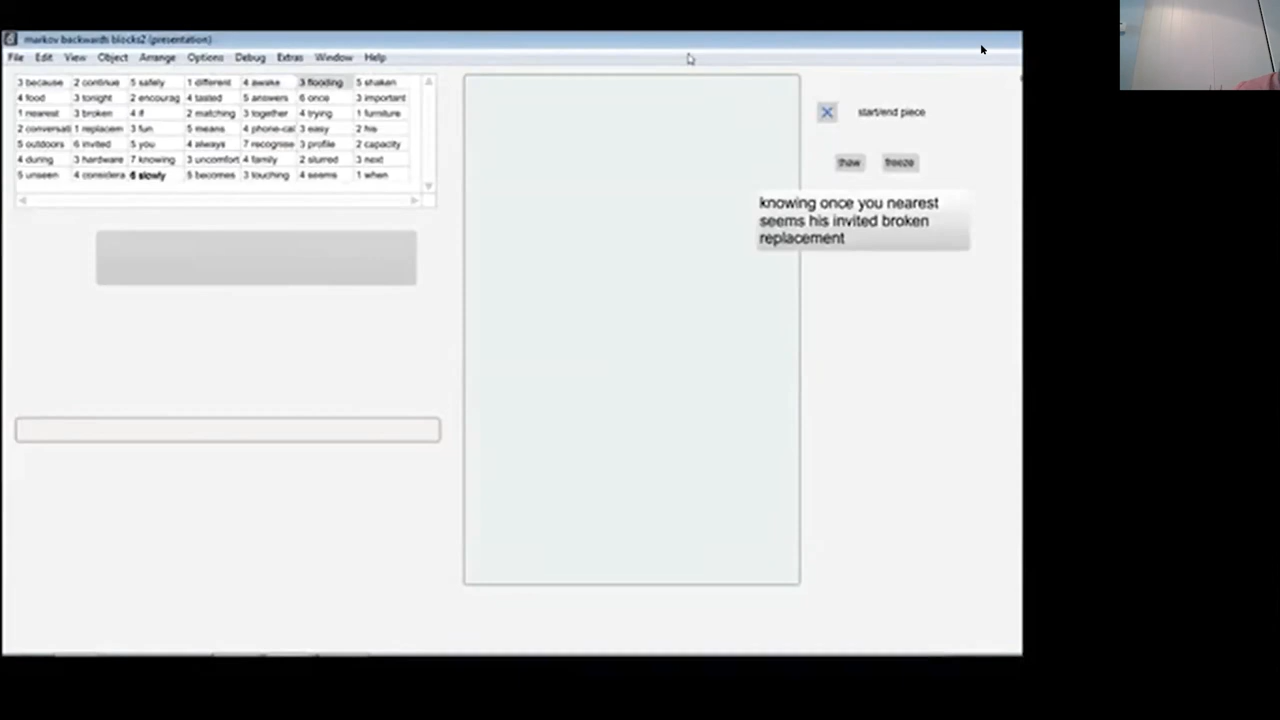 markov backwards blocks2 (presentation)
File Edit View Object Arrange Options Debug Extras Window Help
3 because 2 continue 5 safely 1 different 4 awake 3 flooding 5 shaken
4 food 3 tonight 2 encourag 4 tasted 5 answers 6 once 3 important
1 nearest 3 broken 4 if 2 matching 3 together 4 trying 1 furniture
2 conversati 1 replacem 3 fun 5 means 4 phone-cal 3 easy 2 his
5 outdoors 6 invited 5 you 4 always 7 recognise 3 profile 2 capacity
4 during 3 hardware 7 knowing 3 uncomfort 4 family 2 slurred 3 next
5 unseen 4 considera 6 slowly 5 becomes 3 touching 4 seems 1 when
start/end piece
thaw freeze
knowing once you nearest
seems his invited broken
replacement